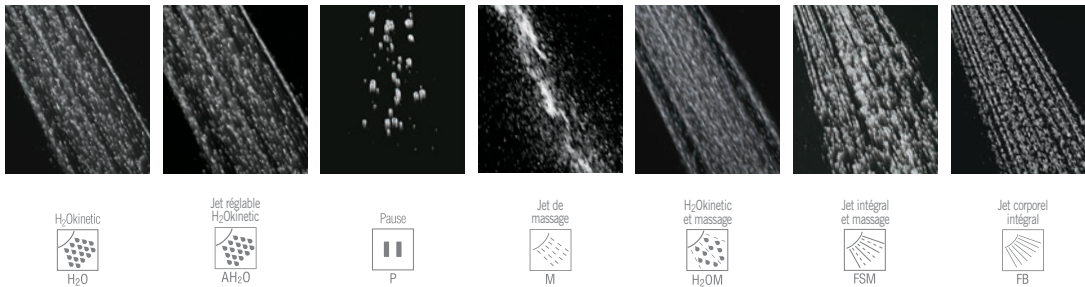 H₂Okinetic
H₂O
Jet réglable
H₂Okinetic
AH₂O
Pause
P
Jet de
massage
M
H₂Okinetic
et massage
H₂OM
Jet intégral
et massage
FSM
Jet corporel
intégral
FB